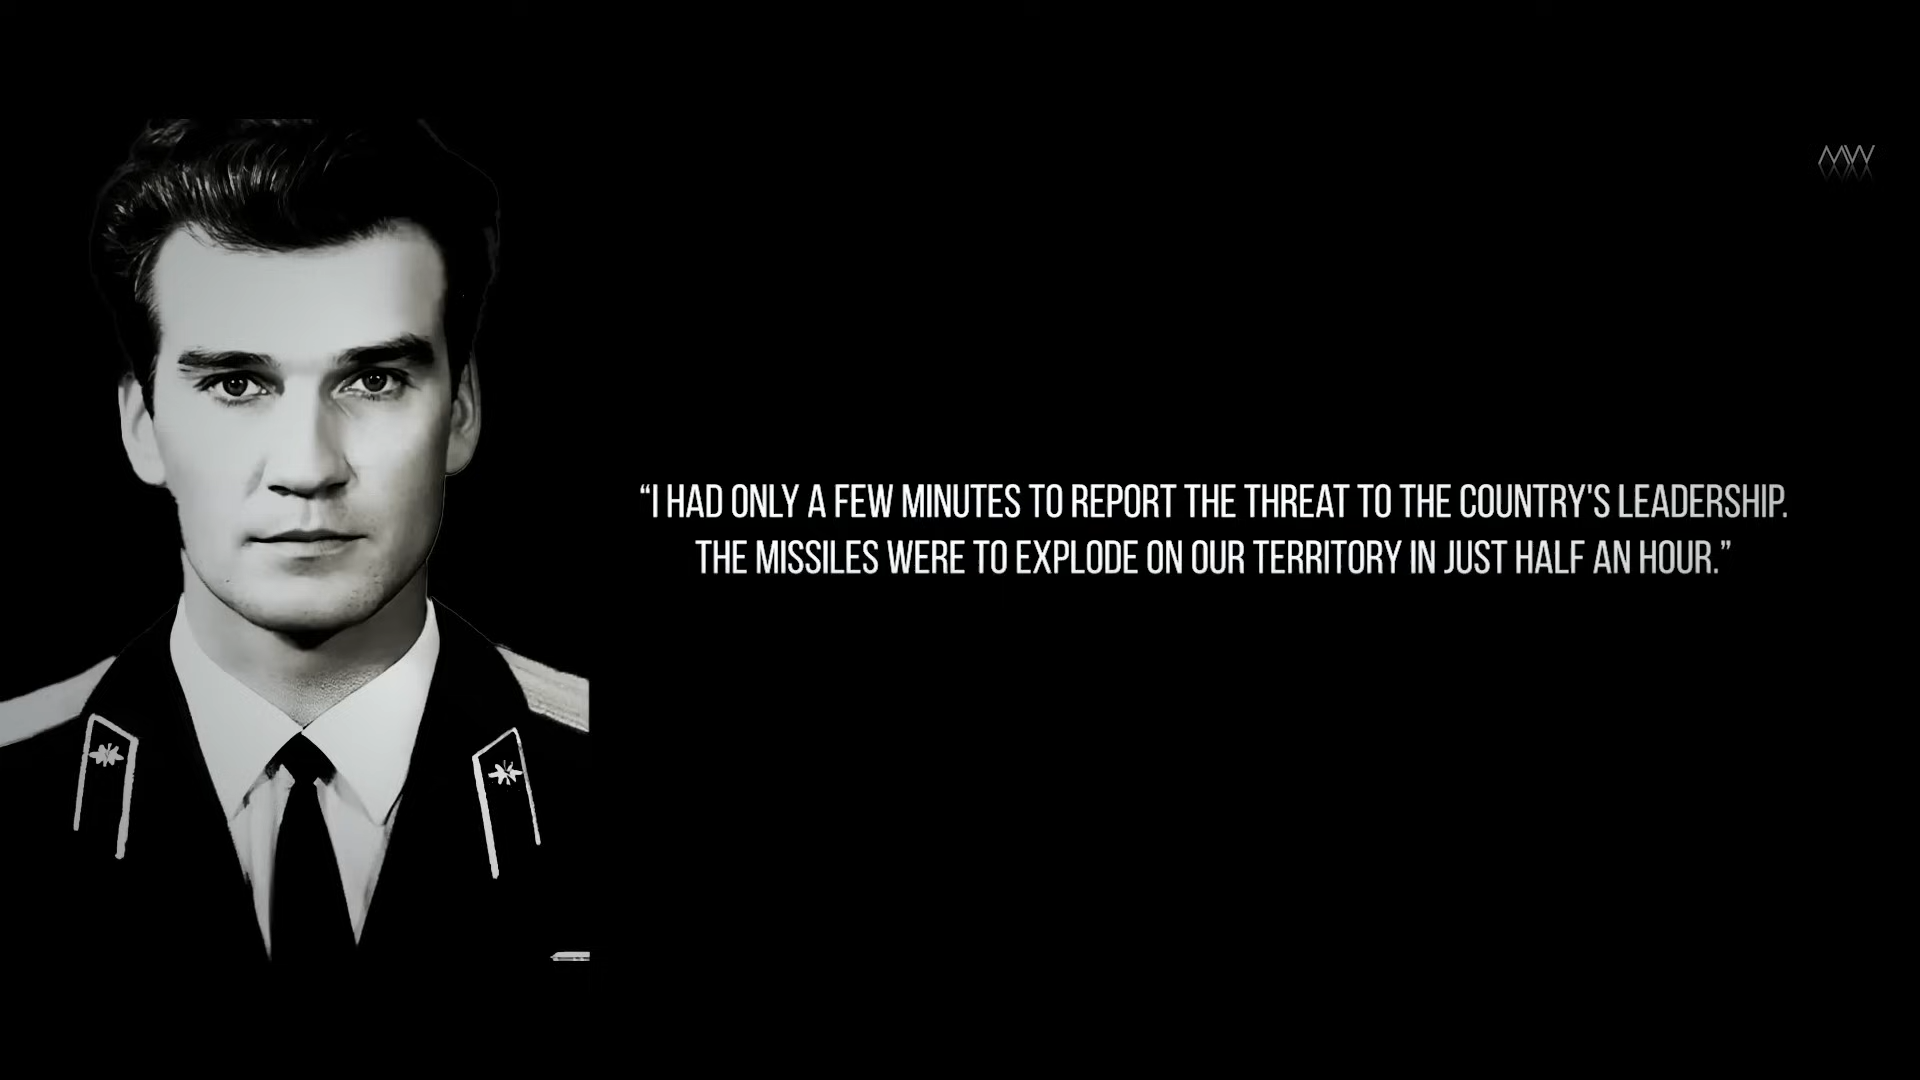 MW
“I HAD ONLY A FEW MINUTES TO REPORT THE THREAT TO THE COUNTRY'S LEADERSHIP.
THE MISSILES WERE TO EXPLODE ON OUR TERRITORY IN JUST HALF AN HOUR.”